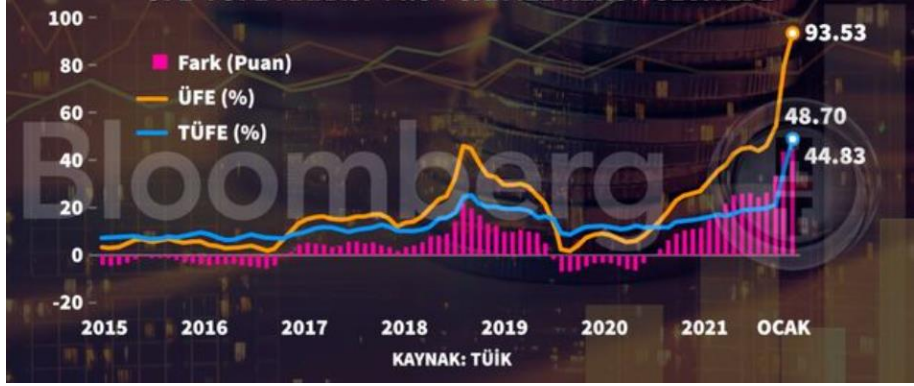 100
93.53
80
Fark (Puan)
ÜFE (%)
60
TÜFE (%)
48.70
Bloomberg
40
44.83
20
0
-20
2015 2016 2017 2018 2019 2020 2021 OCAK
KAYNAK: TÜİK